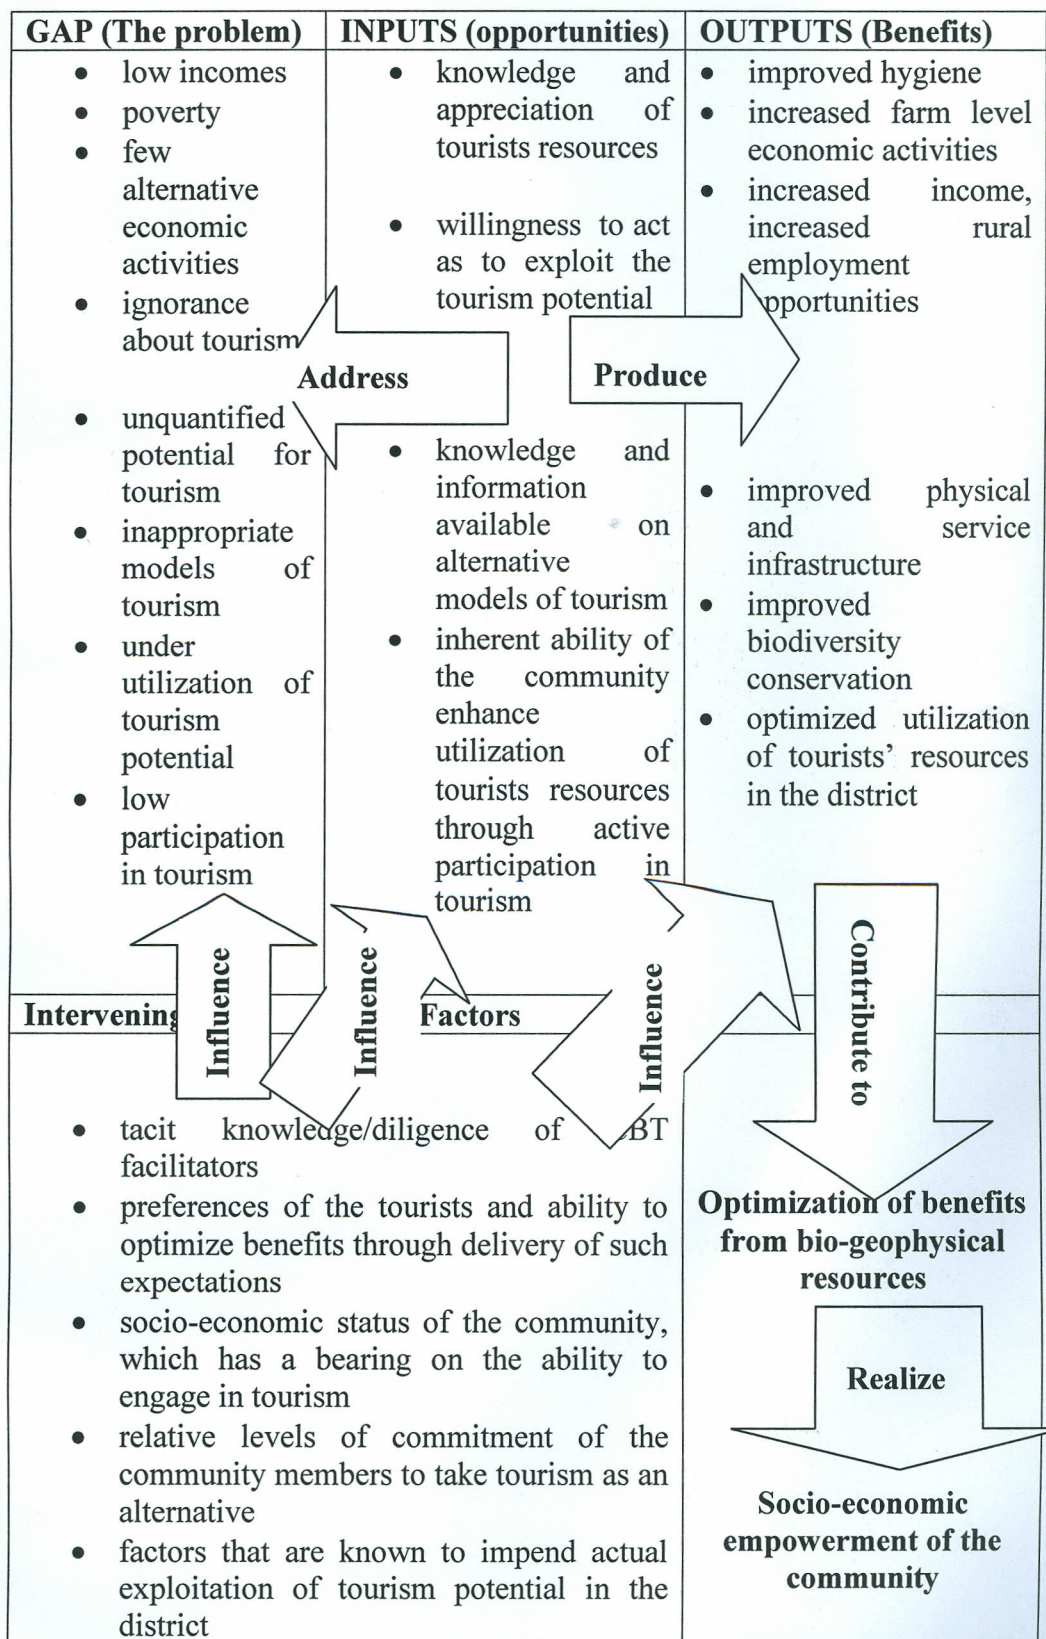 GAP (The problem)
low incomes
poverty
few
alternative
economic
activities
ignorance
about tourism
unquantified
potential for
tourism
inappropriate
models of
tourism
under
utilization of
tourism
potential
low
participation
in tourism
INPUTS (opportunities)
knowledge and
appreciation of
tourists resources
willingness to act
as to exploit the
tourism potential
knowledge and
information
available on
alternative
models of tourism
inherent ability of
the community
enhance
utilization of
tourists resources
through active
participation in
tourism
OUTPUTS (Benefits)
improved hygiene
increased farm level
economic activities
increased income,
increased rural
employment
opportunities
improved physical
and service
infrastructure
improved
biodiversity
conservation
optimized utilization
of tourists' resources
in the district
Address
Produce
Influence
Influence
Influence
Contribute to
Intervening Factors
tacit knowledge/diligence of
facilitators
preferences of the tourists and ability to
optimize benefits through delivery of such
expectations
socio-economic status of the community,
which has a bearing on the ability to
engage in tourism
relative levels of commitment of the
community members to take tourism as an
alternative
factors that are known to impend actual
exploitation of tourism potential in the
district
Optimization of benefits
from bio-geophysical
resources
Realize
Socio-economic
empowerment of the
community